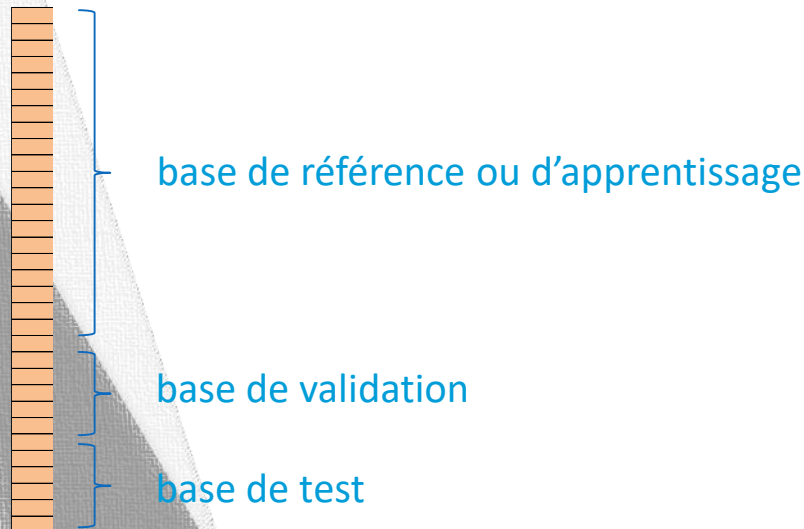 base de référence ou d’apprentissage
base de validation
base de test